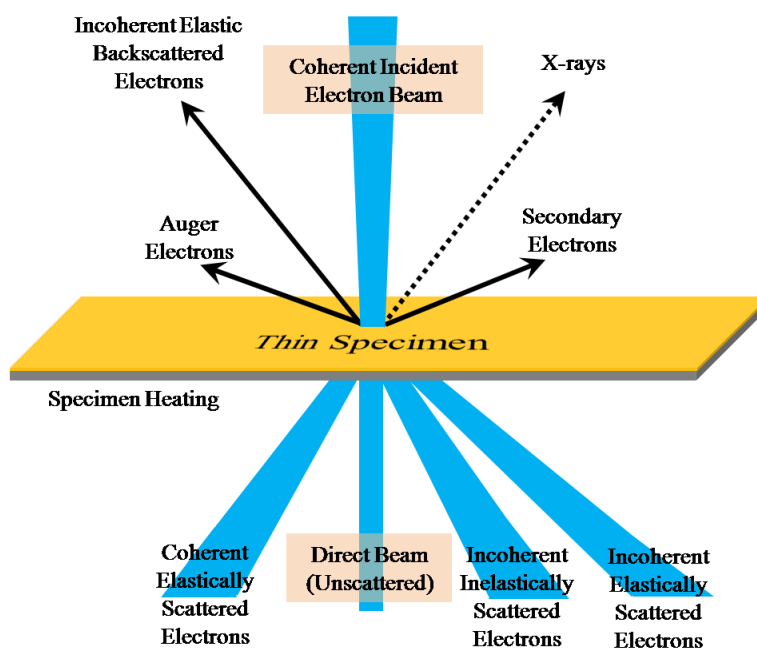 Incoherent Elastic
Backscattered
Electrons
Coherent Incident
Electron Beam
X-rays
Auger
Electrons
Secondary
Electrons
Thin Specimen
Specimen Heating
Coherent
Elastically
Scattered
Electrons
Direct Beam
(Unscattered)
Incoherent
Inelastically
Scattered
Electrons
Incoherent
Elastically
Scattered
Electrons